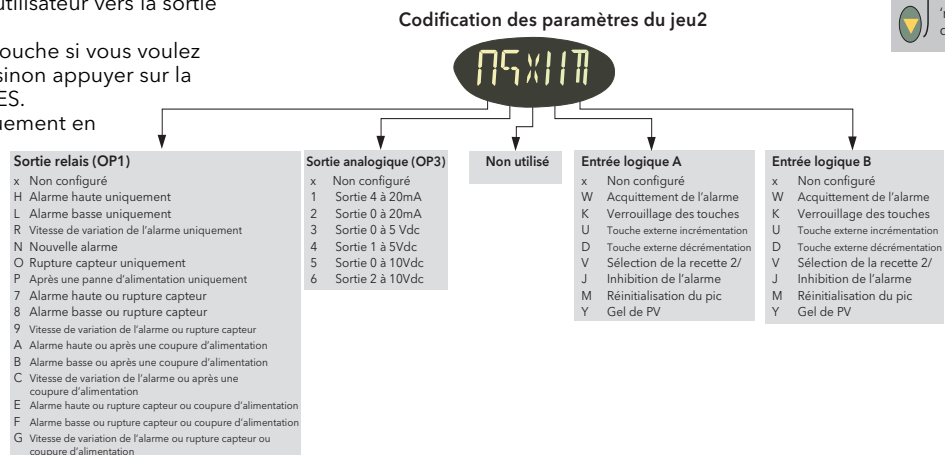 utilisateur vers la sortie
ouche si vous voulez
sinon appuyer sur la
ES.
uement en
Codification des paramètres du jeu2
Sortie relais (OP1)
x Non configuré
H Alarme haute uniquement
L Alarme basse uniquement
R Vitesse de variation de l'alarme uniquement
N Nouvelle alarme
O Rupture capteur uniquement
P Après une panne d'alimentation uniquement
7 Alarme haute ou rupture capteur
8 Alarme basse ou rupture capteur
9 Vitesse de variation de l'alarme ou rupture capteur
A Alarme haute ou après une coupure d'alimentation
B Alarme basse ou après une coupure d'alimentation
C Vitesse de variation de l'alarme ou après une
coupure d'alimentation
E Alarme haute ou rupture capteur ou coupure d'alimentation
F Alarme basse ou rupture capteur ou coupure d'alimentation
G Vitesse de variation de l'alarme ou rupture capteur ou
coupure d'alimentation
Sortie analogique (OP3)
x Non configuré
1 Sortie 4 à 20mA
2 Sortie 0 à 20mA
3 Sortie 0 à 5 Vdc
4 Sortie 1 à 5Vdc
5 Sortie 0 à 10Vdc
6 Sortie 2 à 10Vdc
Non utilisé
Entrée logique A
x Non configuré
W Acquittement de l'alarme
K Verrouillage des touches
U Touche externe incrémentation
D Touche externe décrémentation
V Sélection de la recette 2/
J Inhibition de l'alarme
M Réinitialisation du pic
Y Gel de PV
Entrée logique B
x Non configuré
W Acquittement de l'alarme
K Verrouillage des touches
U Touche externe incrémentation
D Touche externe décrémentation
V Sélection de la recette 2/
J Inhibition de l'alarme
M Réinitialisation du pic
Y Gel de PV